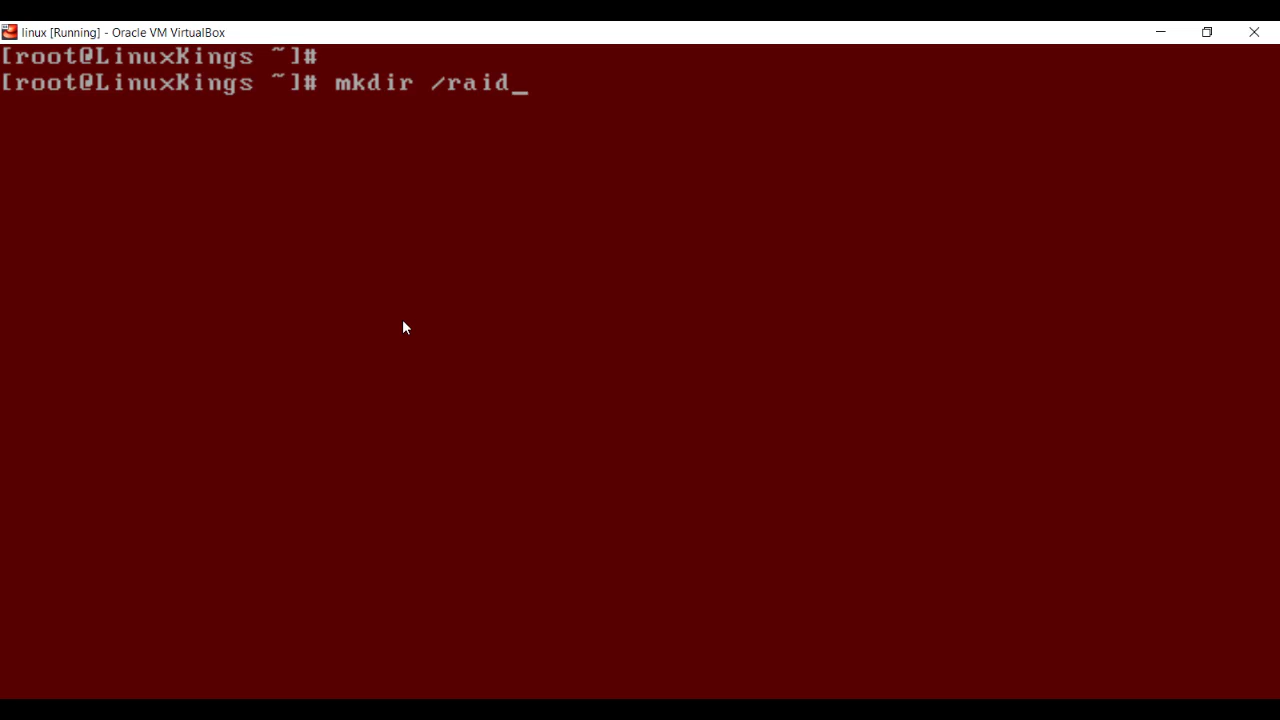 linux [Running] - Oracle VM VirtualBox
[root@LinuxKings ~]#
[root@LinuxKings ~]# mkdir /raid_